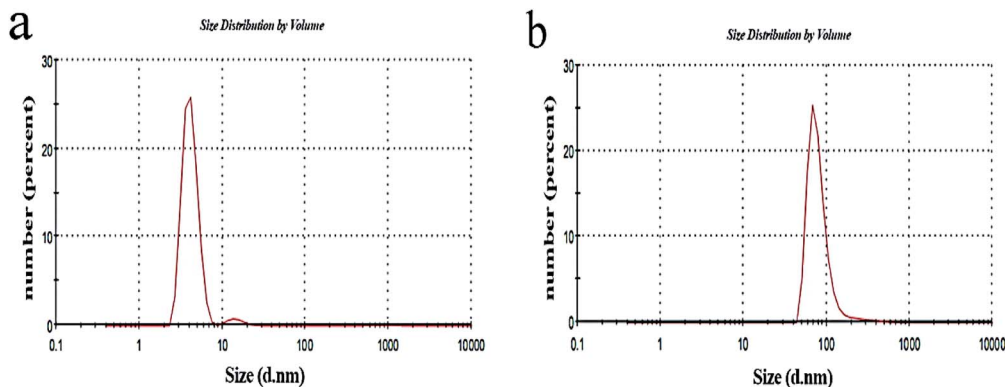 a
Size Distribution by Volume
30
20
10
0
0.1 1 10 100 1000 10000
number (percent)
Size (d.nm)
b
Size Distribution by Volume
30
20
10
0
0.1 1 10 100 1000 10000
number (percent)
Size (d.nm)